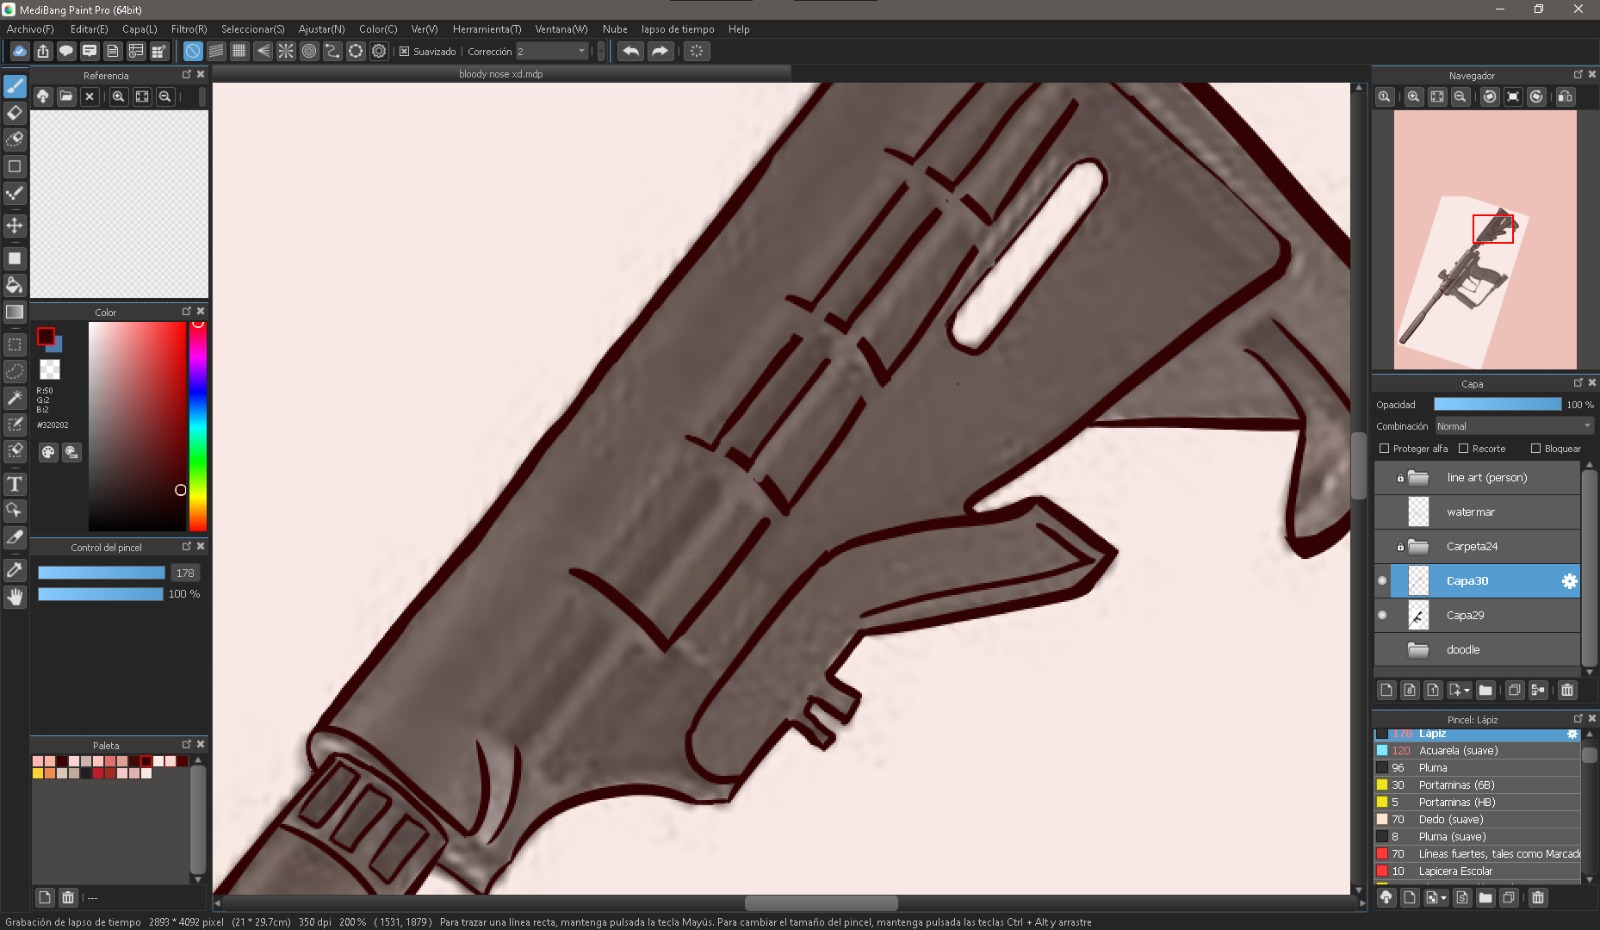 MediBang Paint Pro (64bit)
Archivo(F) Editar(E) Capa(L) Filtro(R) Seleccionar(S) Ajustar(N) Color(C) Ver(V) Herramienta(T) Ventana(W) Nube lapso de tiempo Help
Suavizado Corrección 2
Referencia
bloody nose xd.mdp
Navegador
Color
R:50
G:2
B:2
#320202
Control del pincel
178
100 %
Paleta
---
Capa
Opacidad 100 %
Combinación Normal
Proteger alfa Recorte Bloquear
line art (person)
watermar
Carpeta24
Capa30
Capa29
doodle
Pincel: Lápiz
178 Lápiz
120 Acuarela (suave)
96 Pluma
30 Portaminas (6B)
5 Portaminas (HB)
70 Dedo (suave)
8 Pluma (suave)
70 Líneas fuertes, tales como Marcad
10 Lapicera Escolar
Grabación de lapso de tiempo 2893 * 4092 pixel (21 * 29.7cm) 350 dpi 200 % ( 1531, 1879 ) Para trazar una línea recta, mantenga pulsada la tecla Mayús. Para cambiar el tamaño del pincel, mantenga pulsadas las teclas Ctrl + Alt y arrastre